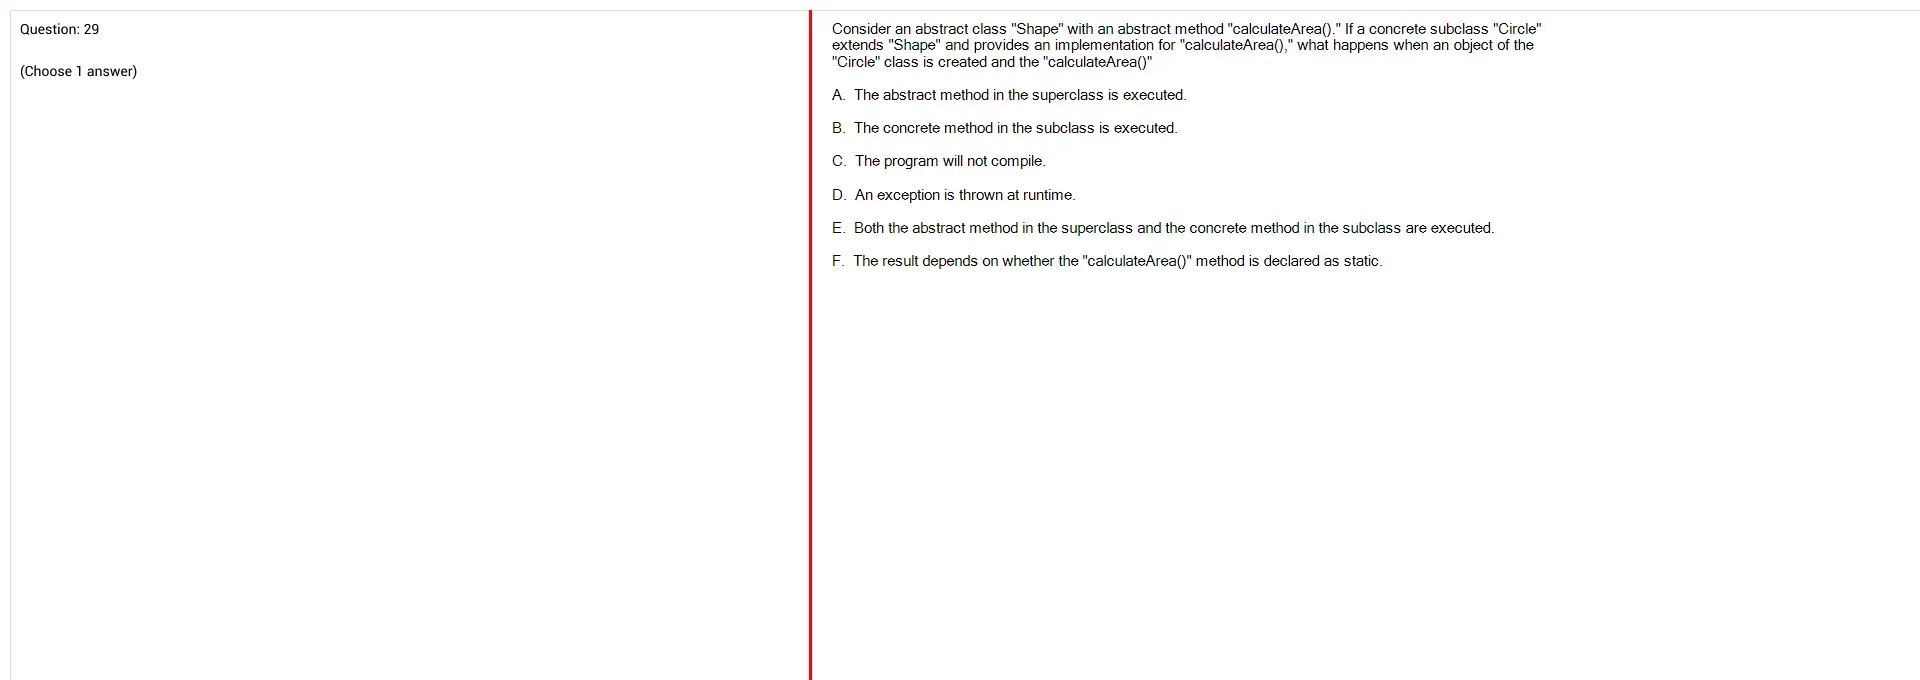 Question: 29
(Choose 1 answer)
Consider an abstract class "Shape" with an abstract method "calculateArea()." If a concrete subclass "Circle"
extends "Shape" and provides an implementation for "calculateArea()," what happens when an object of the
"Circle" class is created and the "calculateArea()"
A. The abstract method in the superclass is executed.
B. The concrete method in the subclass is executed.
C. The program will not compile.
D. An exception is thrown at runtime.
E. Both the abstract method in the superclass and the concrete method in the subclass are executed.
F. The result depends on whether the "calculateArea()" method is declared as static.